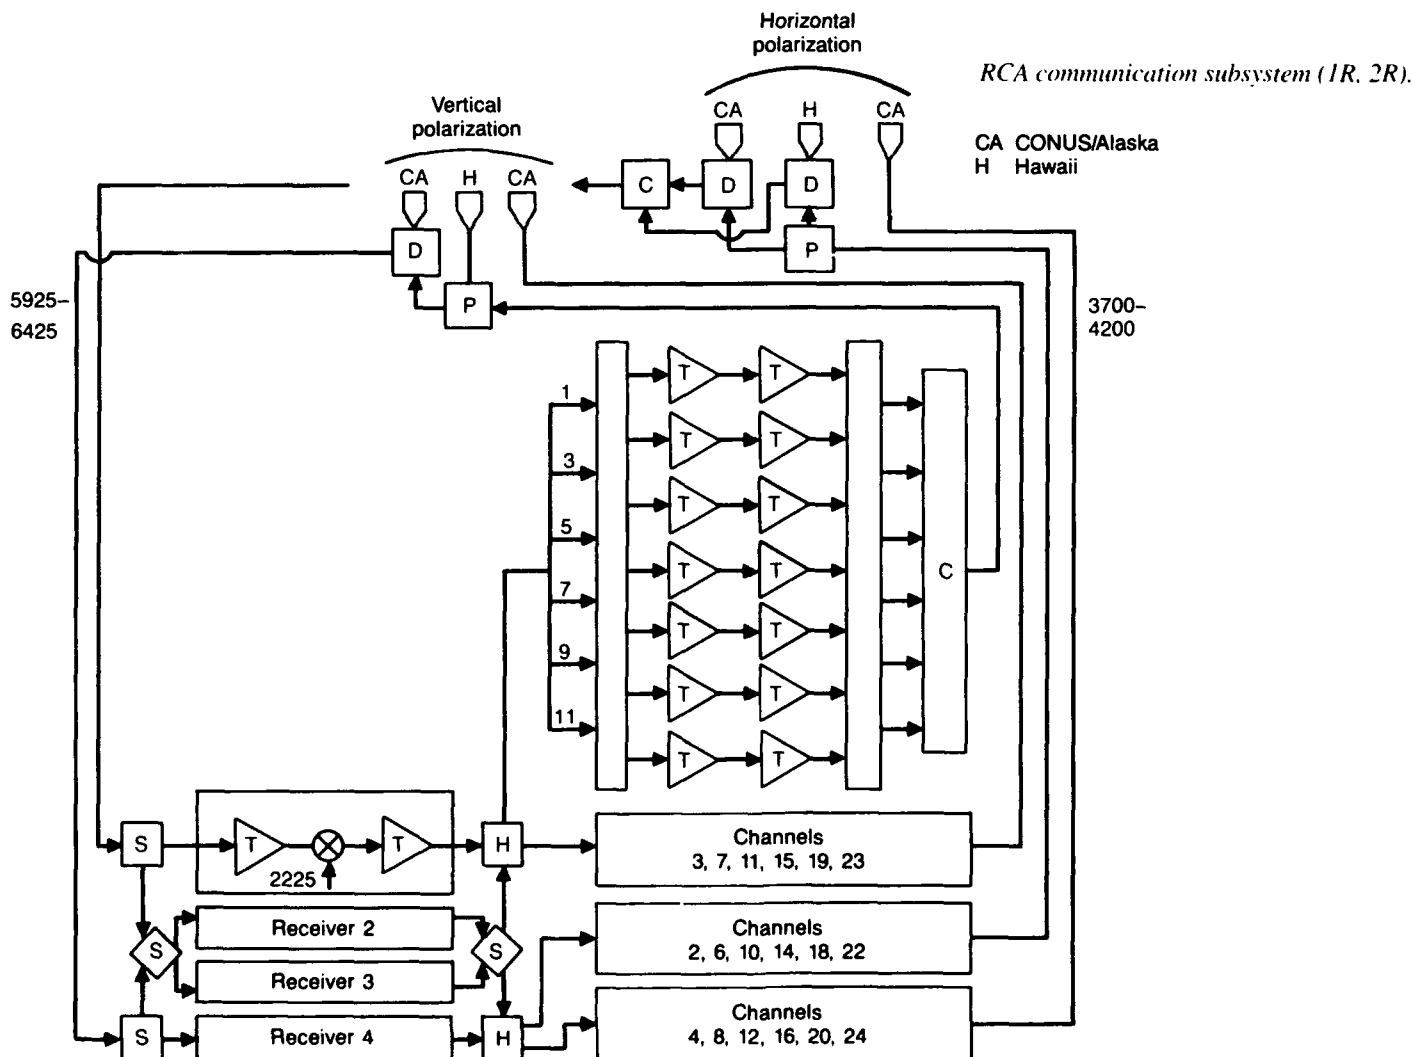 Horizontal
polarization
RCA communication subsystem (1R, 2R).
CA H CA
CA CONUS/Alaska
H Hawaii
Vertical
polarization
CA H CA
C D D
D P
P
5925–
6425
3700–
4200
T T
1
T T
3
T T
5
T T
C
7
T T
9
T T
11
T T
S T T H
2225
Channels
3, 7, 11, 15, 19, 23
Receiver 2
S S
Receiver 3
Channels
2, 6, 10, 14, 18, 22
S Receiver 4 H
Channels
4, 8, 12, 16, 20, 24